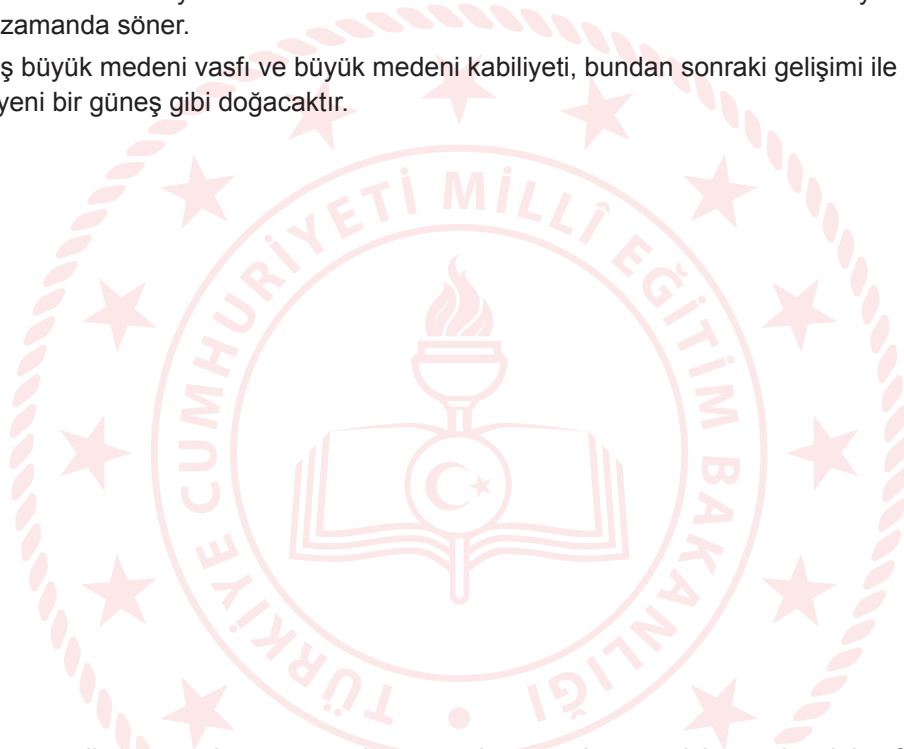 zamanda söner.
ş büyük medeni vasfı ve büyük medeni kabiliyeti, bundan sonraki gelişimi ile
yeni bir güneş gibi doğacaktır.
TÜRKİYE CUMHURİYETİ MİLLÎ EĞİTİM BAKANLIĞI